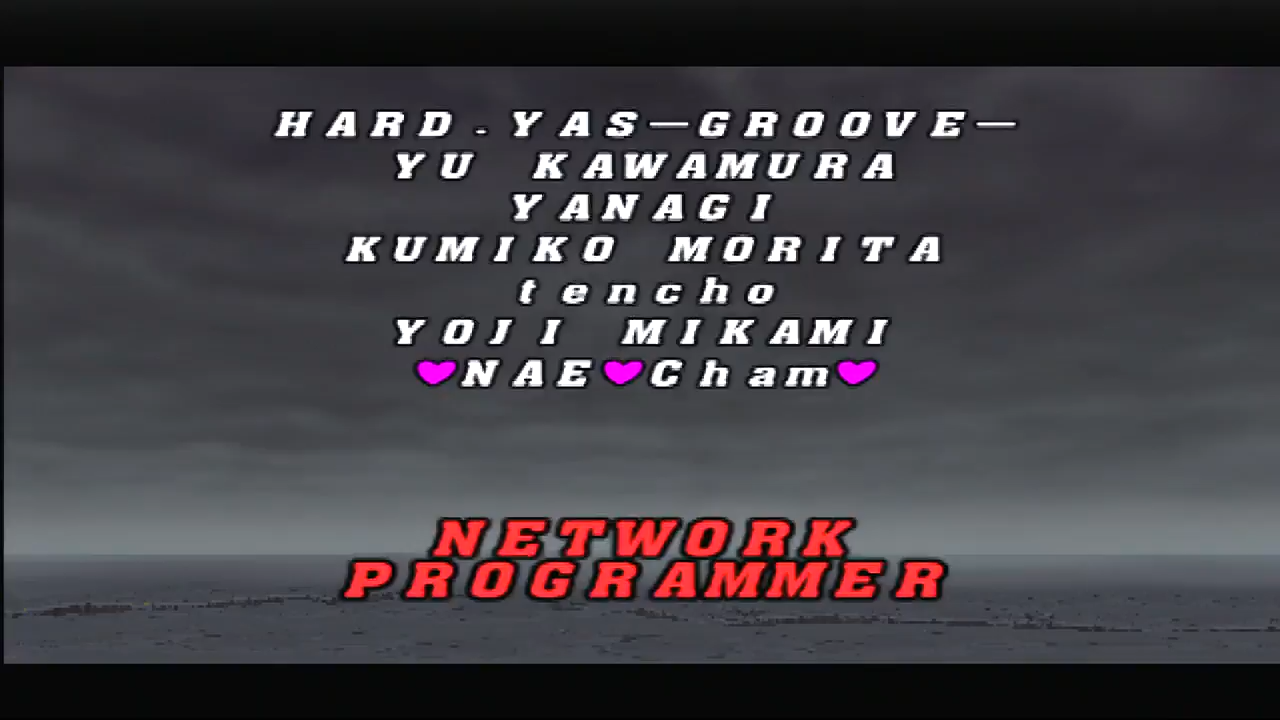 HARD.YAS—GROOVE—
YU KAWAMURA
YANAGI
KUMIKO MORITA
tencho
YOJI MIKAMI
♥NAE♥Cham♥
NETWORK
PROGRAMMER